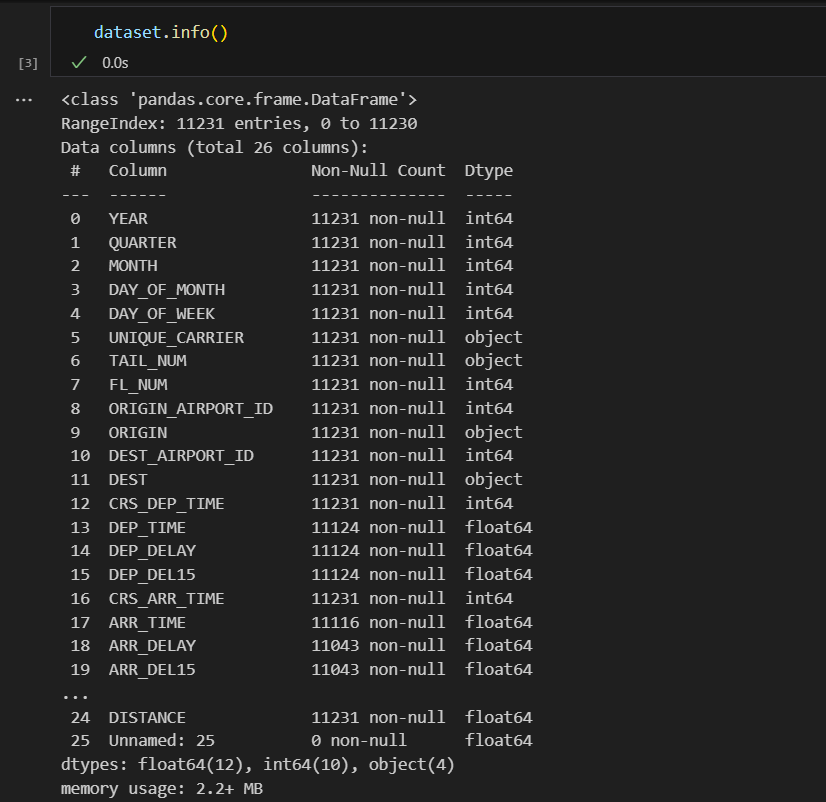 dataset.info()
[3]
0.0s
...
<class 'pandas.core.frame.DataFrame'>
RangeIndex: 11231 entries, 0 to 11230
Data columns (total 26 columns):
 #   Column               Non-Null Count  Dtype
---  ------               --------------  -----
 0   YEAR                 11231 non-null  int64
 1   QUARTER              11231 non-null  int64
 2   MONTH                11231 non-null  int64
 3   DAY_OF_MONTH         11231 non-null  int64
 4   DAY_OF_WEEK          11231 non-null  int64
 5   UNIQUE_CARRIER       11231 non-null  object
 6   TAIL_NUM             11231 non-null  object
 7   FL_NUM               11231 non-null  int64
 8   ORIGIN_AIRPORT_ID    11231 non-null  int64
 9   ORIGIN               11231 non-null  object
 10  DEST_AIRPORT_ID      11231 non-null  int64
 11  DEST                 11231 non-null  object
 12  CRS_DEP_TIME         11231 non-null  int64
 13  DEP_TIME             11124 non-null  float64
 14  DEP_DELAY            11124 non-null  float64
 15  DEP_DEL15            11124 non-null  float64
 16  CRS_ARR_TIME         11231 non-null  int64
 17  ARR_TIME             11116 non-null  float64
 18  ARR_DELAY            11043 non-null  float64
 19  ARR_DEL15            11043 non-null  float64
...
 24  DISTANCE             11231 non-null  float64
 25  Unnamed: 25          0 non-null      float64
dtypes: float64(12), int64(10), object(4)
memory usage: 2.2+ MB